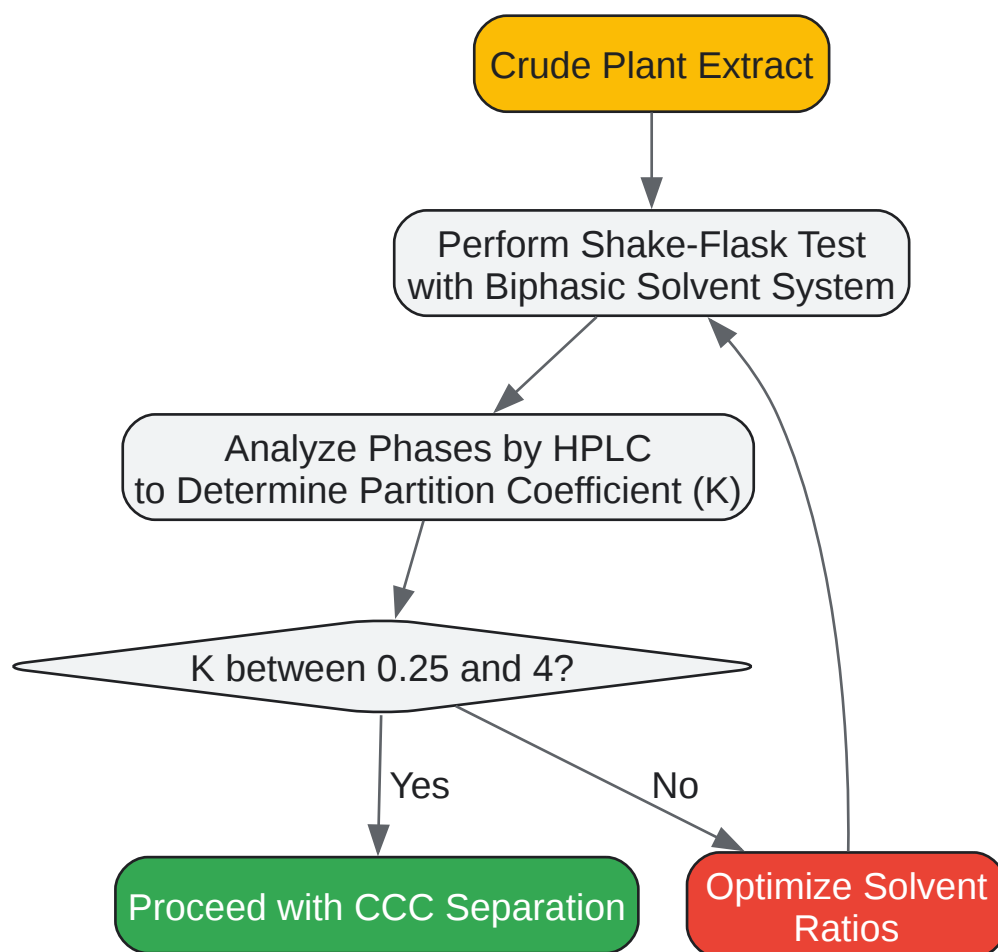 Crude Plant Extract
Perform Shake-Flask Test
with Biphasic Solvent System
Analyze Phases by HPLC
to Determine Partition Coefficient (K)
K between 0.25 and 4?
Yes
No
Proceed with CCC Separation
Optimize Solvent
Ratios